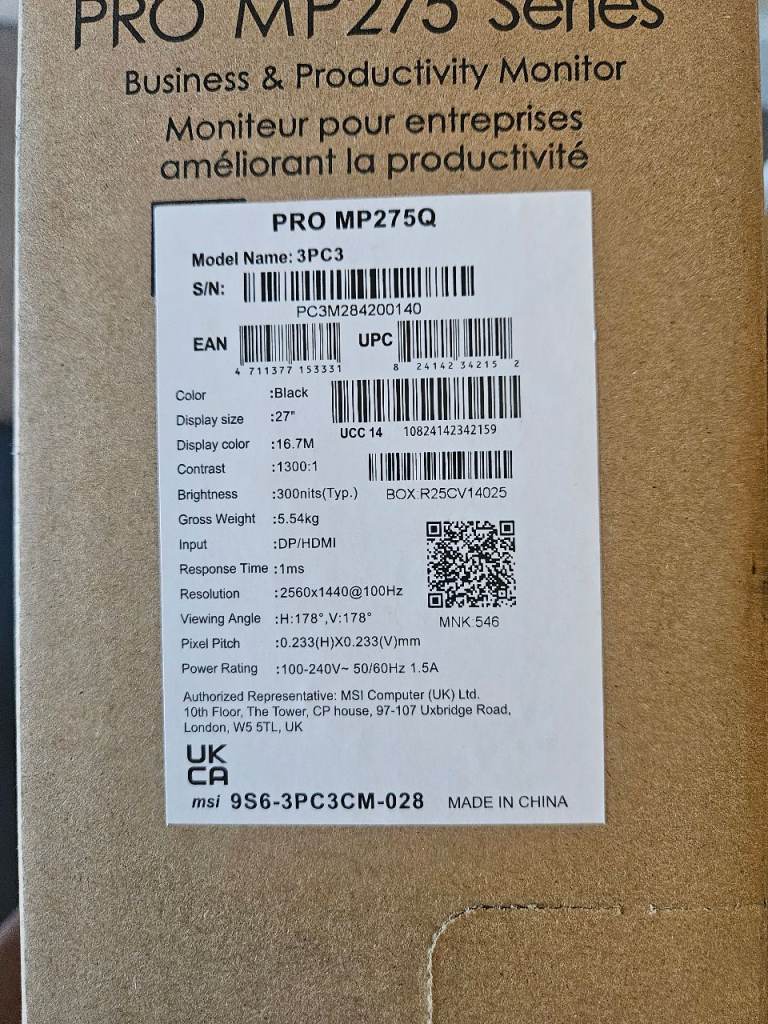 PRO MP275 Series
Business & Productivity Monitor
Moniteur pour entreprises
améliorant la productivité
PRO MP275Q
Model Name: 3PC3
S/N:
PC3M284200140
EAN
4 711377 153331
UPC
8 24142 34215 2
Color :Black
UCC 14 10824142342159
Display size :27"
Display color :16.7M
Contrast :1300:1
Brightness :300nits(Typ.)
BOX:R25CV14025
Gross Weight :5.54kg
Input :DP/HDMI
Response Time :1ms
Resolution :2560x1440@100Hz
Viewing Angle :H:178°,V:178°
MNK:546
Pixel Pitch :0.233(H)X0.233(V)mm
Power Rating :100-240V~ 50/60Hz 1.5A
Authorized Representative: MSI Computer (UK) Ltd.
10th Floor, The Tower, CP house, 97-107 Uxbridge Road,
London, W5 5TL, UK
UK
CA
msi 9S6-3PC3CM-028 MADE IN CHINA